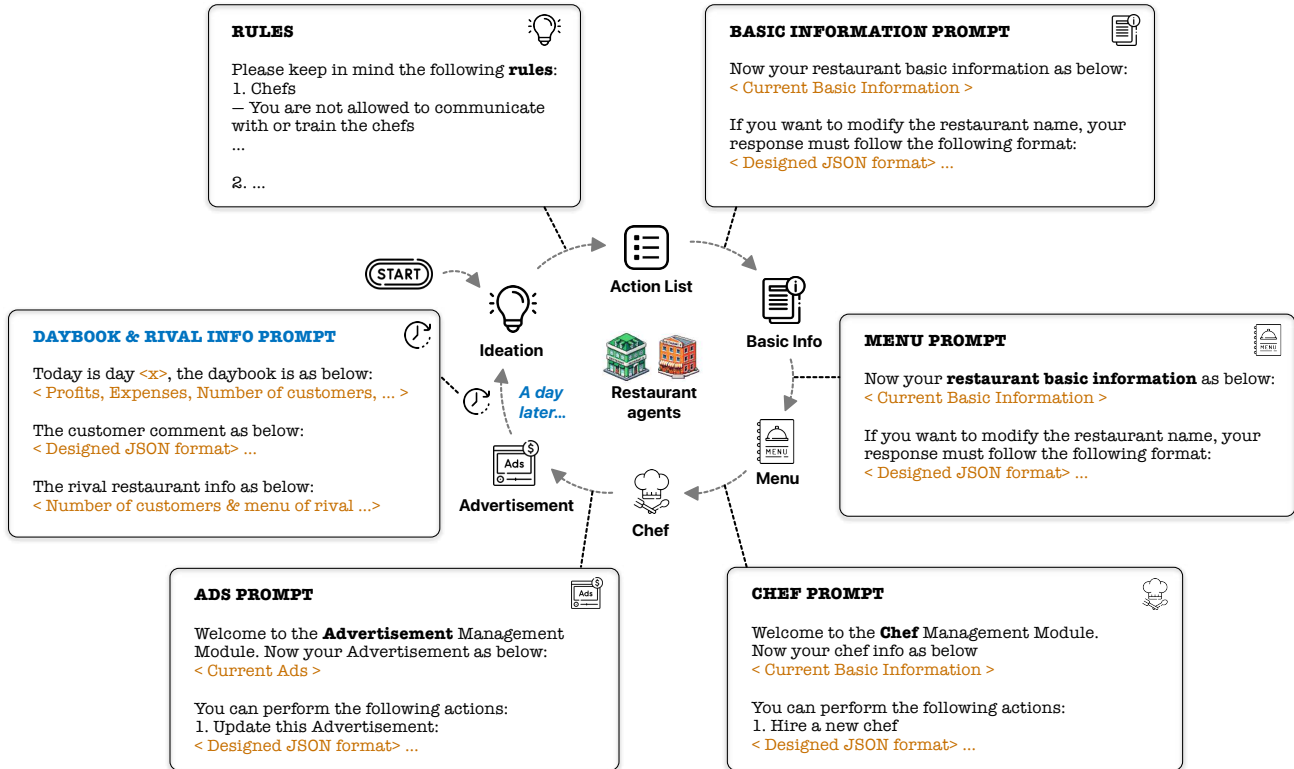 RULES
Please keep in mind the following rules:
1. Chefs
— You are not allowed to communicate
with or train the chefs
...
2. ...
BASIC INFORMATION PROMPT
Now your restaurant basic information as below:
< Current Basic Information >
If you want to modify the restaurant name, your
response must follow the following format:
< Designed JSON format> ...
START
Ideation
Action List
Basic Info
Restaurant
agents
A day
later...
Menu
MENU
Chef
Advertisement
Ads
$
DAYBOOK & RIVAL INFO PROMPT
Today is day <x>, the daybook is as below:
< Profits, Expenses, Number of customers, ... >
The customer comment as below:
< Designed JSON format> ...
The rival restaurant info as below:
< Number of customers & menu of rival ...>
MENU PROMPT
MENU
Now your restaurant basic information as below:
< Current Basic Information >
If you want to modify the restaurant name, your
response must follow the following format:
< Designed JSON format> ...
ADS PROMPT
Ads
$
Welcome to the Advertisement Management
Module. Now your Advertisement as below:
< Current Ads >
You can perform the following actions:
1. Update this Advertisement:
< Designed JSON format> ...
CHEF PROMPT
Welcome to the Chef Management Module.
Now your chef info as below
< Current Basic Information >
You can perform the following actions:
1. Hire a new chef
< Designed JSON format> ...